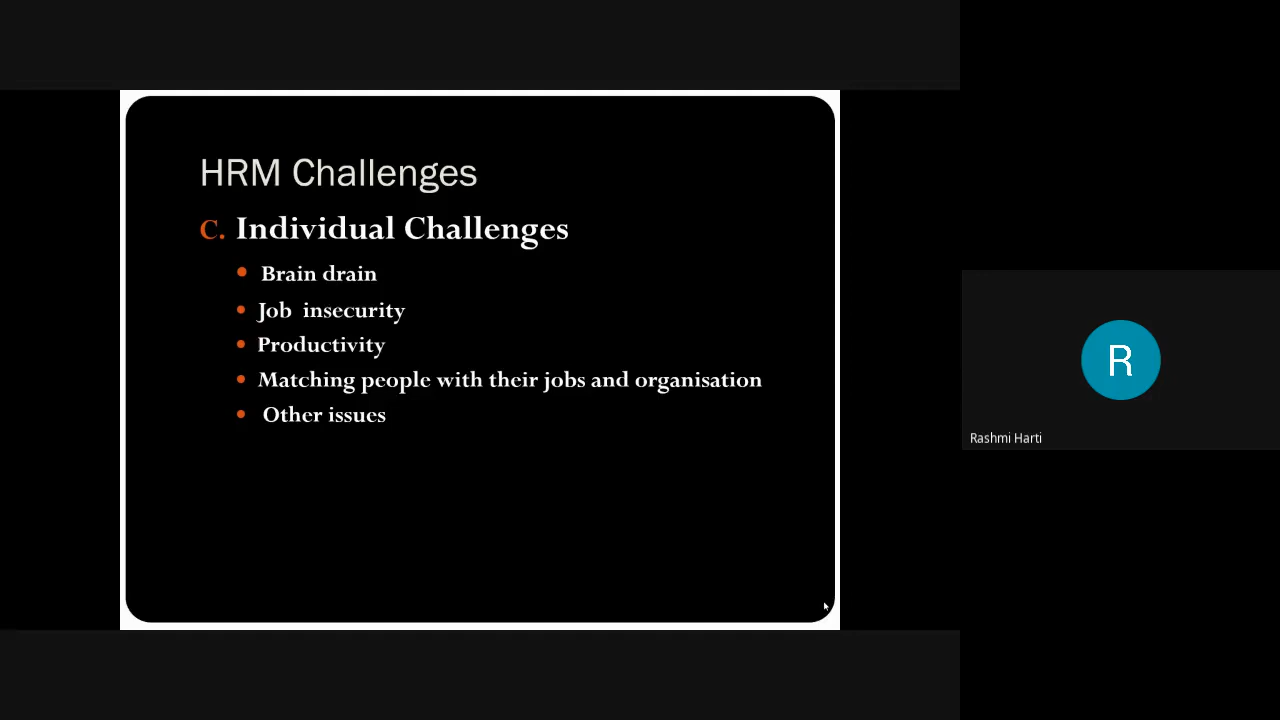 HRM Challenges
C. Individual Challenges
• Brain drain
• Job insecurity
• Productivity
• Matching people with their jobs and organisation
• Other issues
R
Rashmi Harti